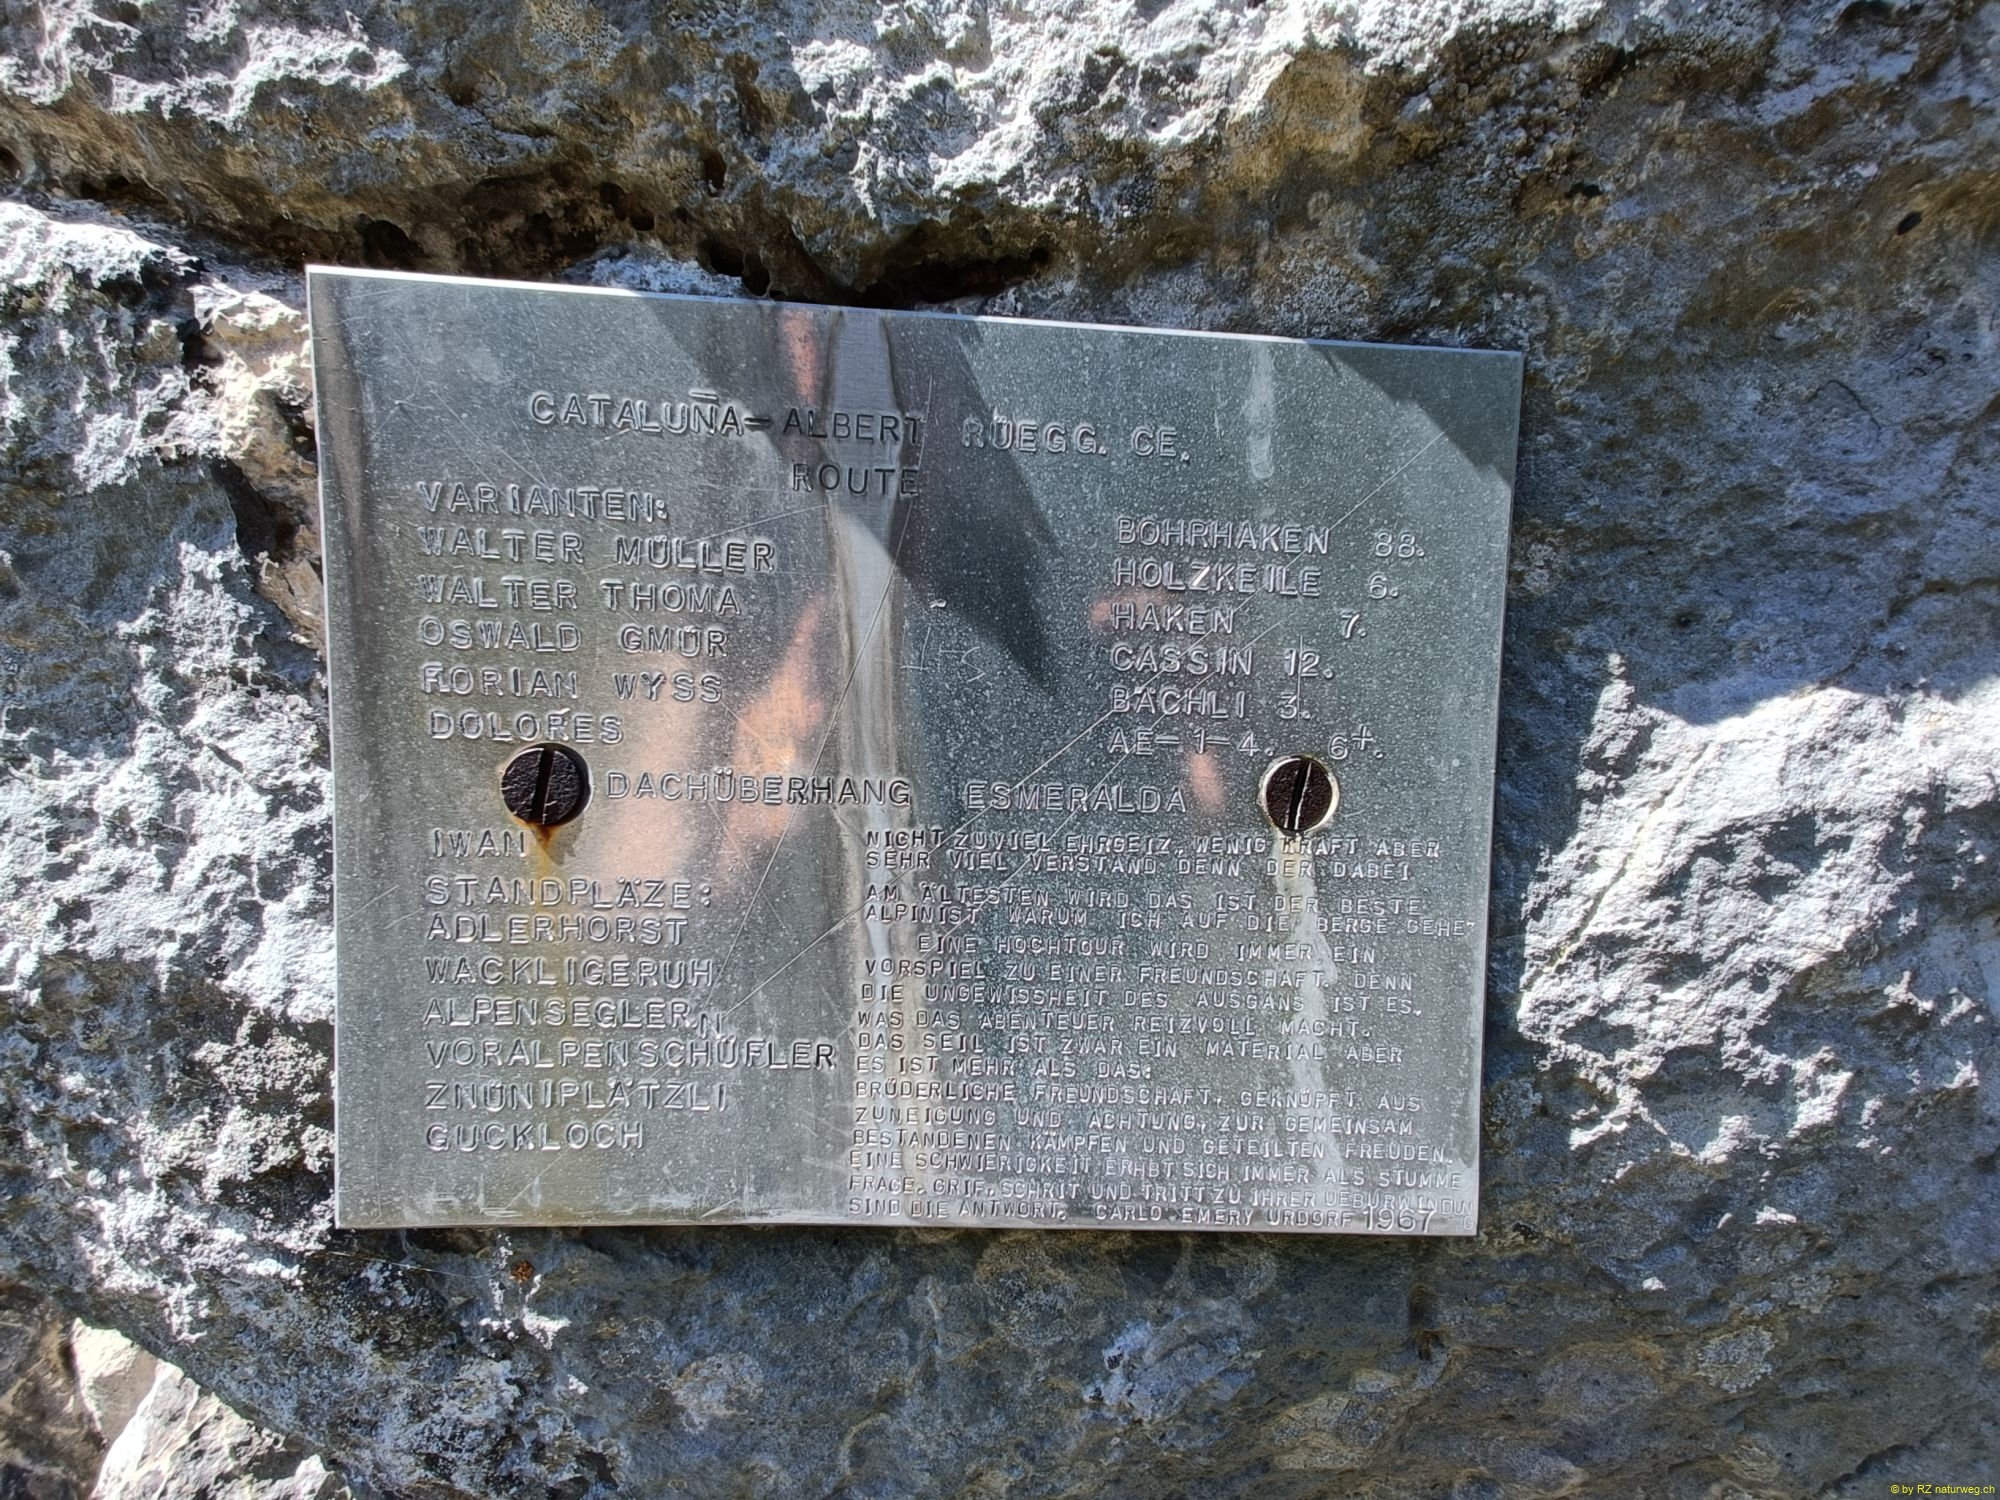 CATALUÑA-ALBERT RÜEGG. CE.
ROUTE
VARIANTEN:
WALTER MÜLLER
WALTER THOMA
OSWALD GMÜR
FLORIAN WYSS
DOLORES
BOHRHAKEN 88.
HOLZKEILE 6.
HAKEN 7.
CASSIN 12.
BÄCHLI 3.
AE-1-4. 6+.
DACHÜBERHANG ESMERALDA
IWAN
STANDPLÄZE:
ADLERHORST
WACKLIGERUH
ALPENSEGLERN
VORALPENSCHÜFLER
ZNÜNIPLÄTZLI
GUCKLOCH
NICHT ZUVIEL EHRGEIZ, WENIG KRAFT ABER
SEHR VIEL VERSTAND DENN DER DABEI
AM ÄLTESTEN WIRD DAS IST DER BESTE
ALPINIST WARUM ICH AUF DIE BERGE GEHE?
EINE HOCHTOUR WIRD IMMER EIN
VORSPIEL ZU EINER FREUNDSCHAFT. DENN
DIE UNGEWISSHEIT DES AUSGANS IST ES,
WAS DAS ABENTEUER REIZVOLL MACHT.
DAS SEIL IST ZWAR EIN MATERIAL ABER
ES IST MEHR ALS DAS:
BRÜDERLICHE FREUNDSCHAFT, GEKNÜPFT AUS
ZUNEIGUNG UND ACHTUNG, ZUR GEMEINSAM
BESTANDENEN KÄMPFEN UND GETEILTEN FREUDEN.
EINE SCHWIERIGKEIT ERHBT SICH IMMER ALS STUMME
FRAGE. GRIF, SCHRIT UND TRITT ZU IHRER UEBURWINDUNG
SIND DIE ANTWORT. CARLO EMERY URDORF 1967
© by RZ naturweg.ch